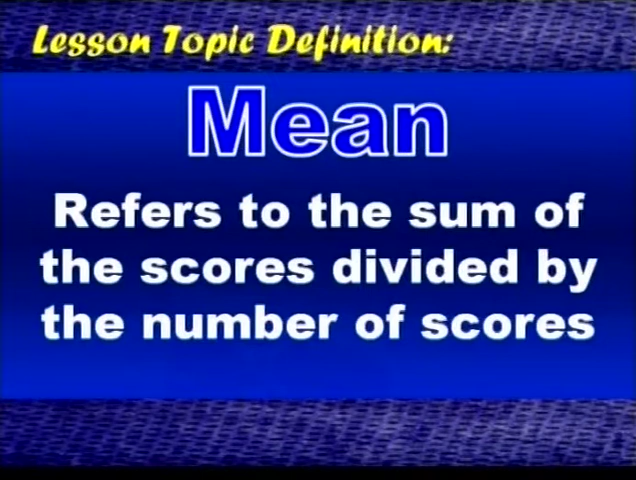 Lesson Topic Definition:
Mean
Refers to the sum of
the scores divided by
the number of scores